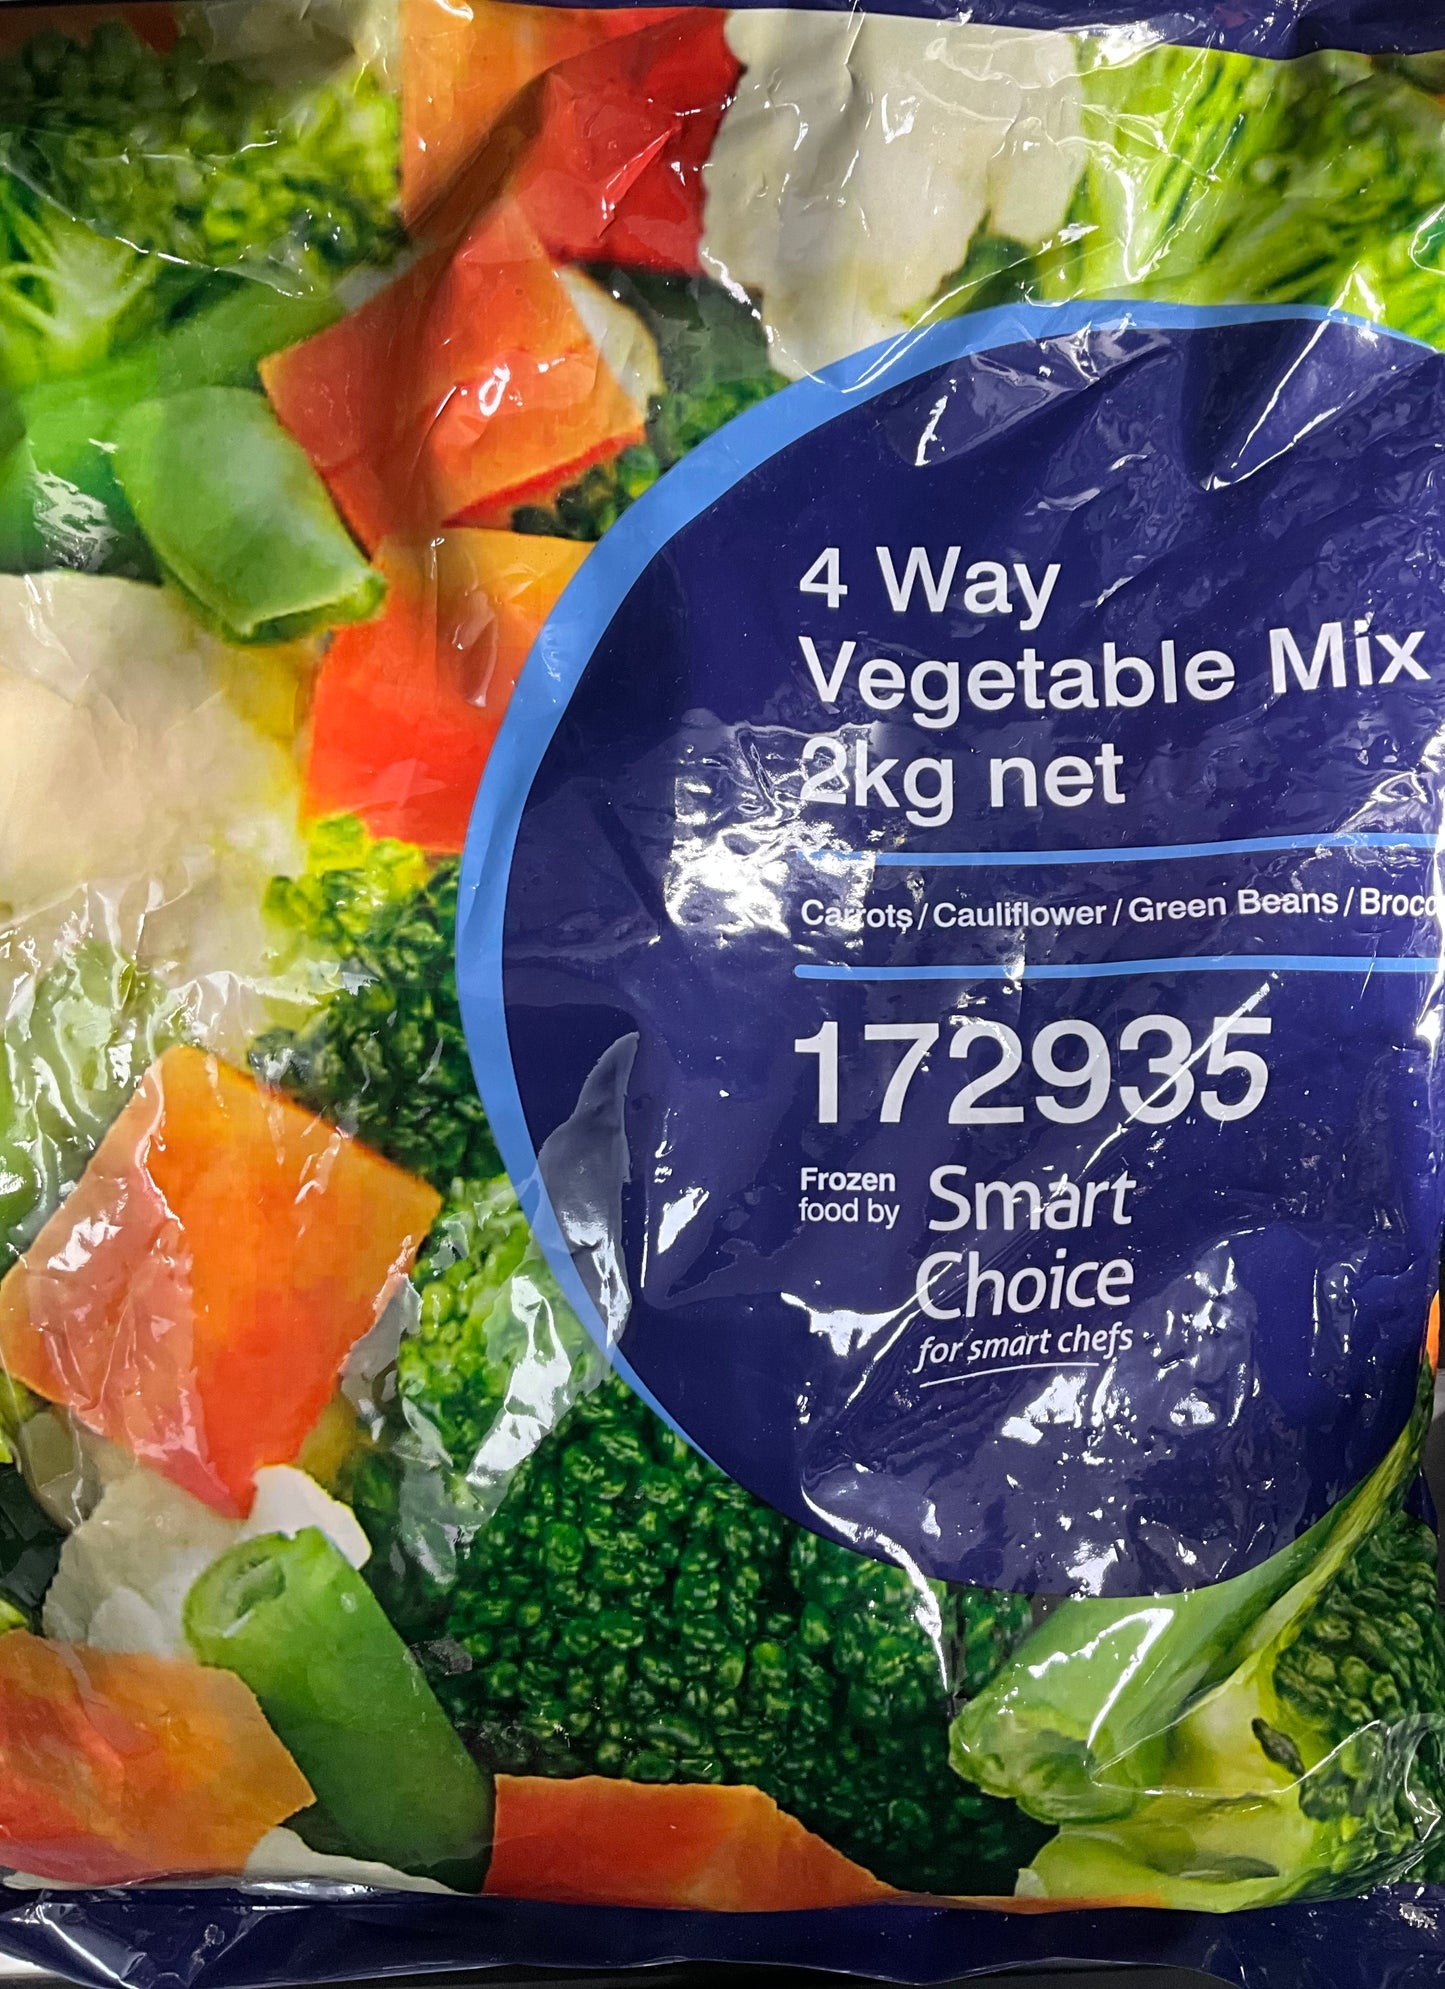 4 Way
Vegetable Mix
2kg net
Carrots / Cauliflower / Green Beans / Brocc
172935
Frozen
food by
Smart
Choice
for smart chefs